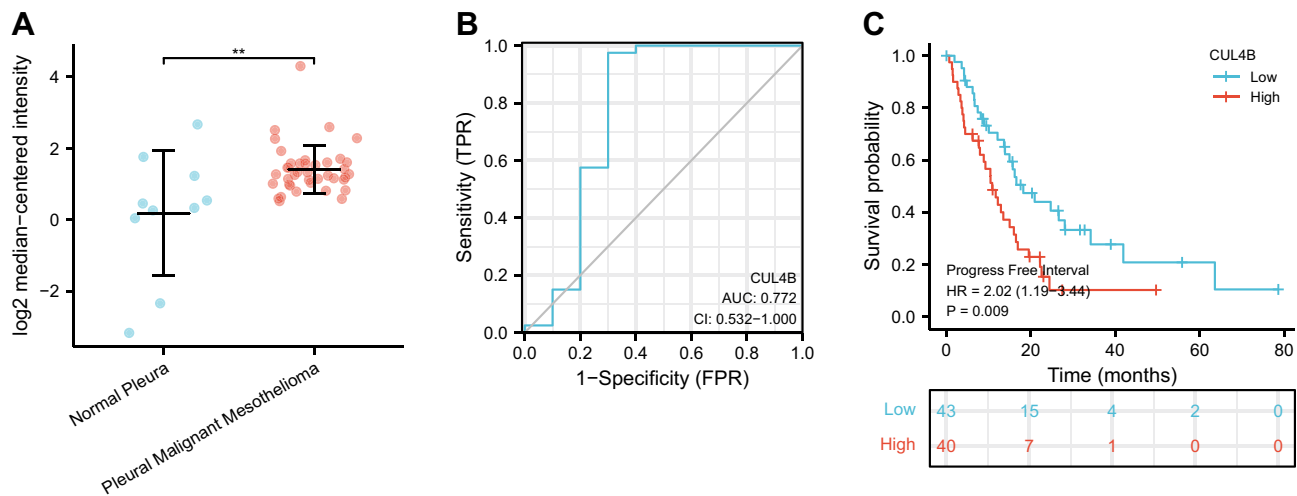 A
log2 median−centered intensity
4
2
0
−2
**
Normal Pleura
Pleural Malignant Mesothelioma
B
Sensitivity (TPR)
1.0
0.8
0.6
0.4
0.2
0.0
CUL4B
AUC: 0.772
CI: 0.532−1.000
0.0 0.2 0.4 0.6 0.8 1.0
1−Specificity (FPR)
C
Survival probability
1.0
0.8
0.6
0.4
0.2
0.0
CUL4B
Low
High
Progress Free Interval
HR = 2.02 (1.19−3.44)
P = 0.009
0 20 40 60 80
Time (months)
Low 43 15 4 2 0
High 40 7 1 0 0